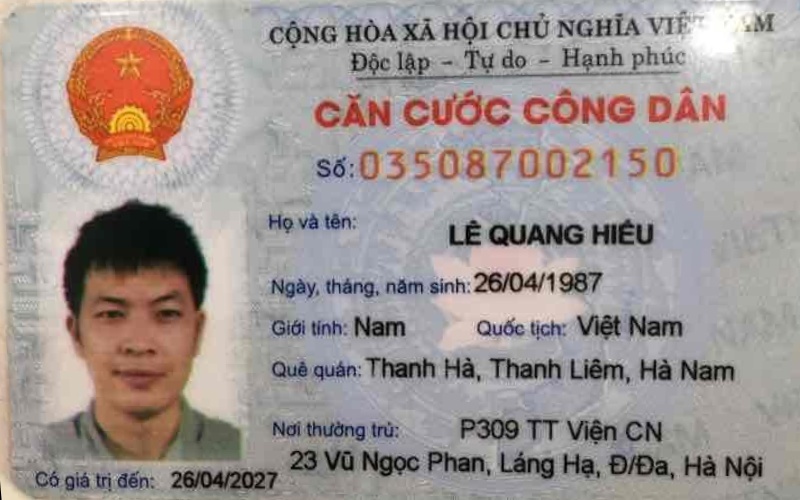 CỘNG HÒA XÃ HỘI CHỦ NGHĨA VIỆT NAM
Độc lập - Tự do - Hạnh phúc
CĂN CƯỚC CÔNG DÂN
Số: 035087002150
Họ và tên: LÊ QUANG HIẾU
Ngày, tháng, năm sinh: 26/04/1987
Giới tính: Nam Quốc tịch: Việt Nam
Quê quán: Thanh Hà, Thanh Liêm, Hà Nam
Nơi thường trú: P309 TT Viện CN
23 Vũ Ngọc Phan, Láng Hạ, Đ/Đa, Hà Nội
Có giá trị đến: 26/04/2027